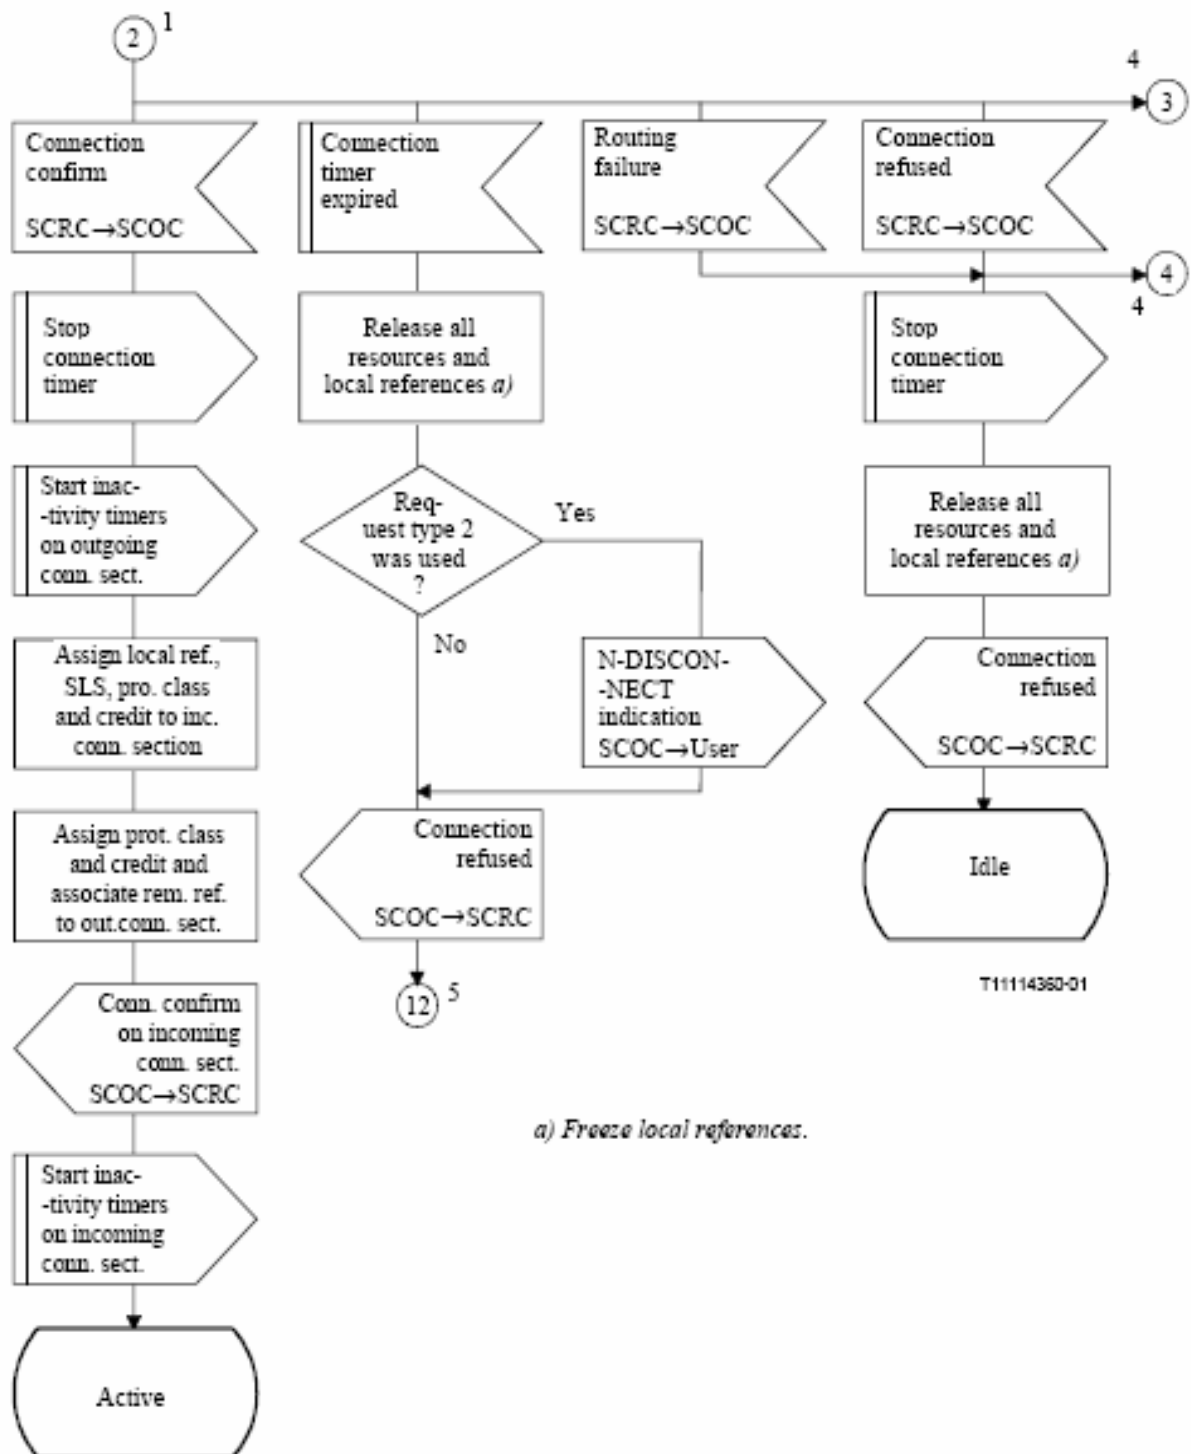 2
1
4
3
Connection
confirm
SCRC→SCOC
Connection
timer
expired
Routing
failure
SCRC→SCOC
Connection
refused
SCRC→SCOC
4
4
Stop
connection
timer
Release all
resources and
local references a)
Stop
connection
timer
Start inac-
-tivity timers
on outgoing
conn. sect.
Req-
uest type 2
was used
?
Yes
No
Release all
resources and
local references a)
Assign local ref.,
SLS, pro. class
and credit to inc.
conn. section
N-DISCON-
-NECT
indication
SCOC→User
Connection
refused
SCOC→SCRC
Assign prot. class
and credit and
associate rem. ref.
to out.conn. sect.
Connection
refused
SCOC→SCRC
Idle
T11114360-01
12
5
Conn. confirm
on incoming
conn. sect.
SCOC→SCRC
a) Freeze local references.
Start inac-
-tivity timers
on incoming
conn. sect.
Active